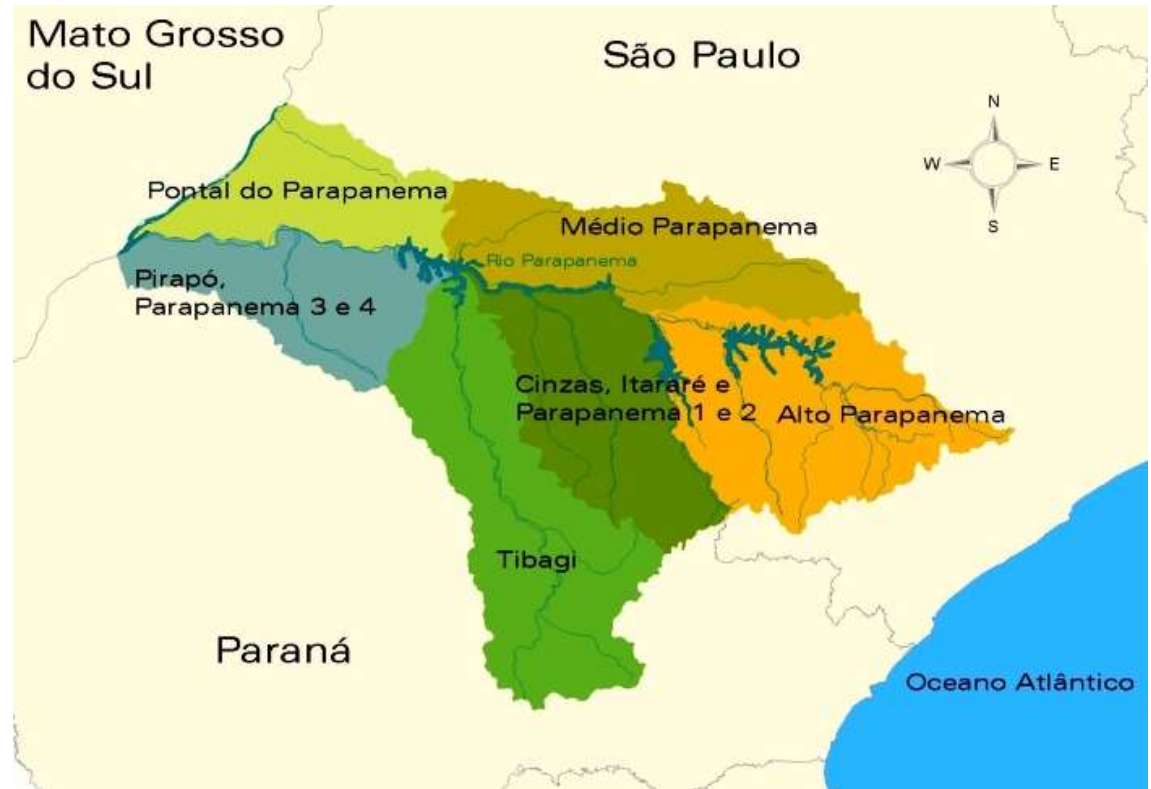 Mato Grosso
do Sul
São Paulo
N
W
E
S
Pontal do Parapanema
Médio Parapanema
Rio Parapanema
Pirapó,
Parapanema 3 e 4
Cinzas, Itararé e
Parapanema 1 e 2
Alto Parapanema
Tibagi
Paraná
Oceano Atlântico